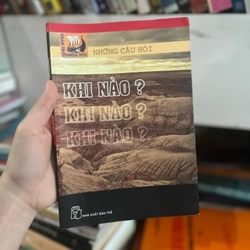 NHỮNG CÂU HỎI
KHI NÀO ?
KHI NÀO ?
KHI NÀO ?
NHÀ XUẤT BẢN TRẺ